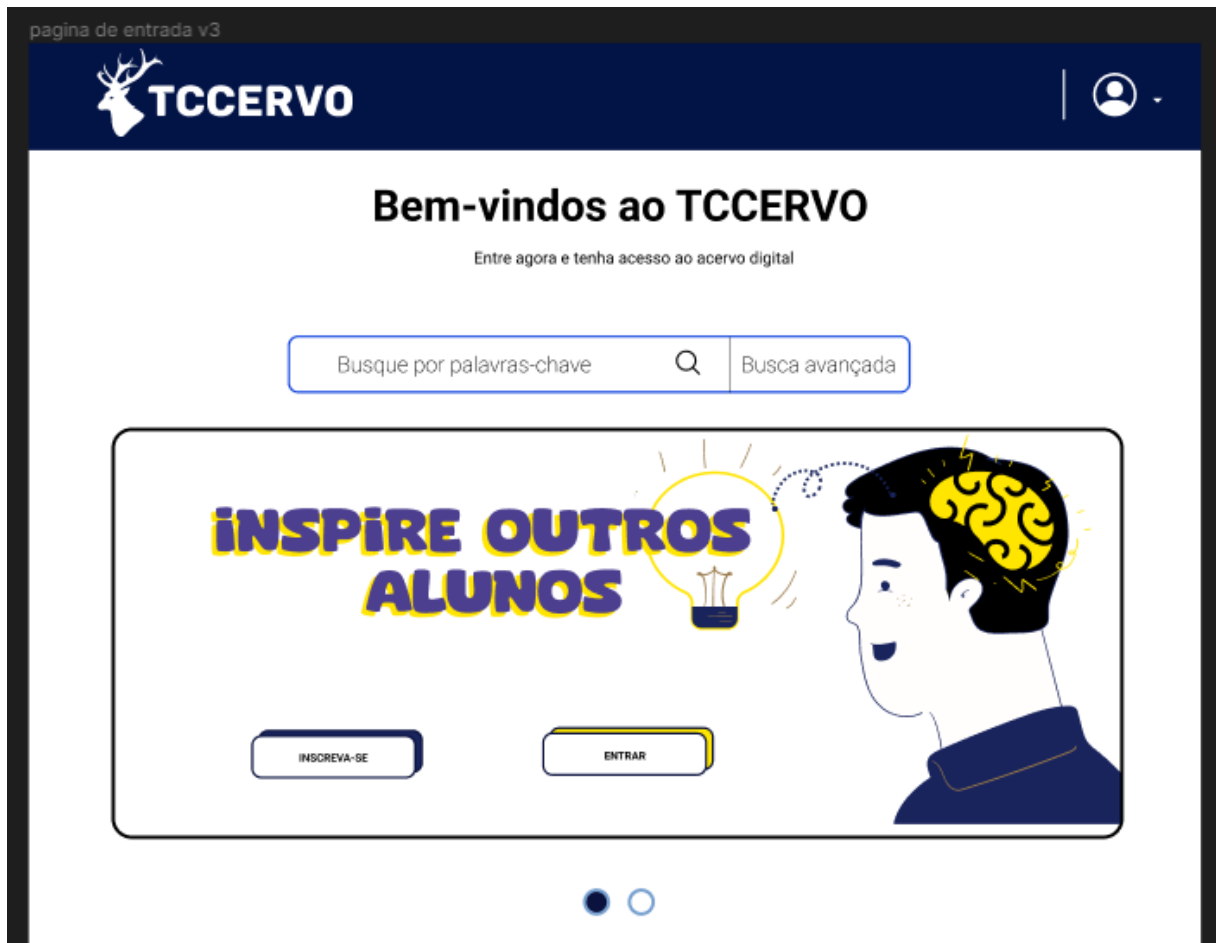 pagina de entrada v3
TCCERVO
Bem-vindos ao TCCERVO
Entre agora e tenha acesso ao acervo digital
Busque por palavras-chave
Busca avançada
iNSPiRE OUTROS
ALUNOS
INSCREVA-SE
ENTRAR